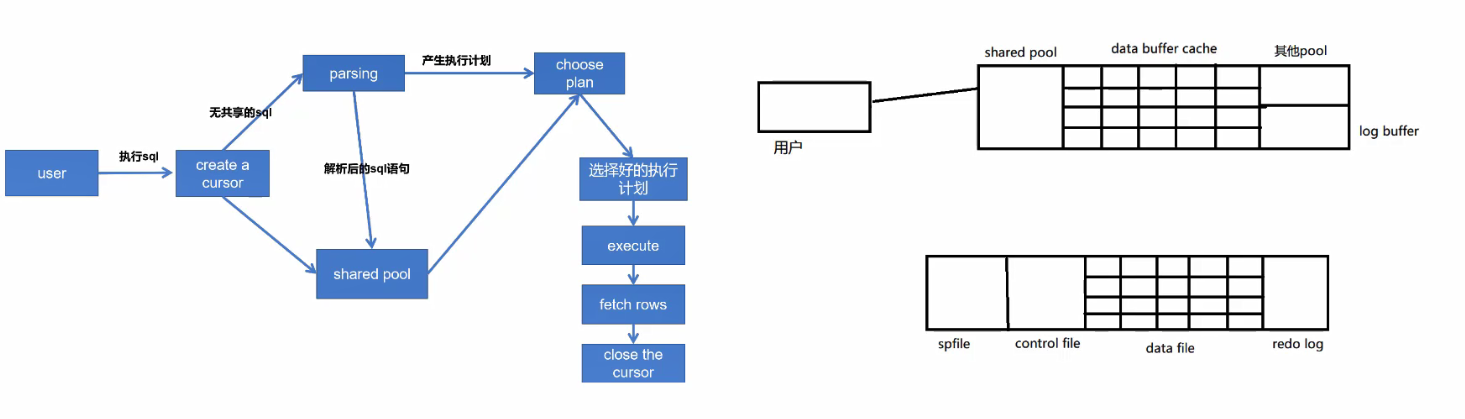 user
执行sql
create a
cursor
无共享的sql
parsing
产生执行计划
choose
plan
解析后的sql语句
shared pool
选择好的执行
计划
execute
fetch rows
close the
cursor
用户
shared pool
data buffer cache
其他pool
log buffer
spfile
control file
data file
redo log